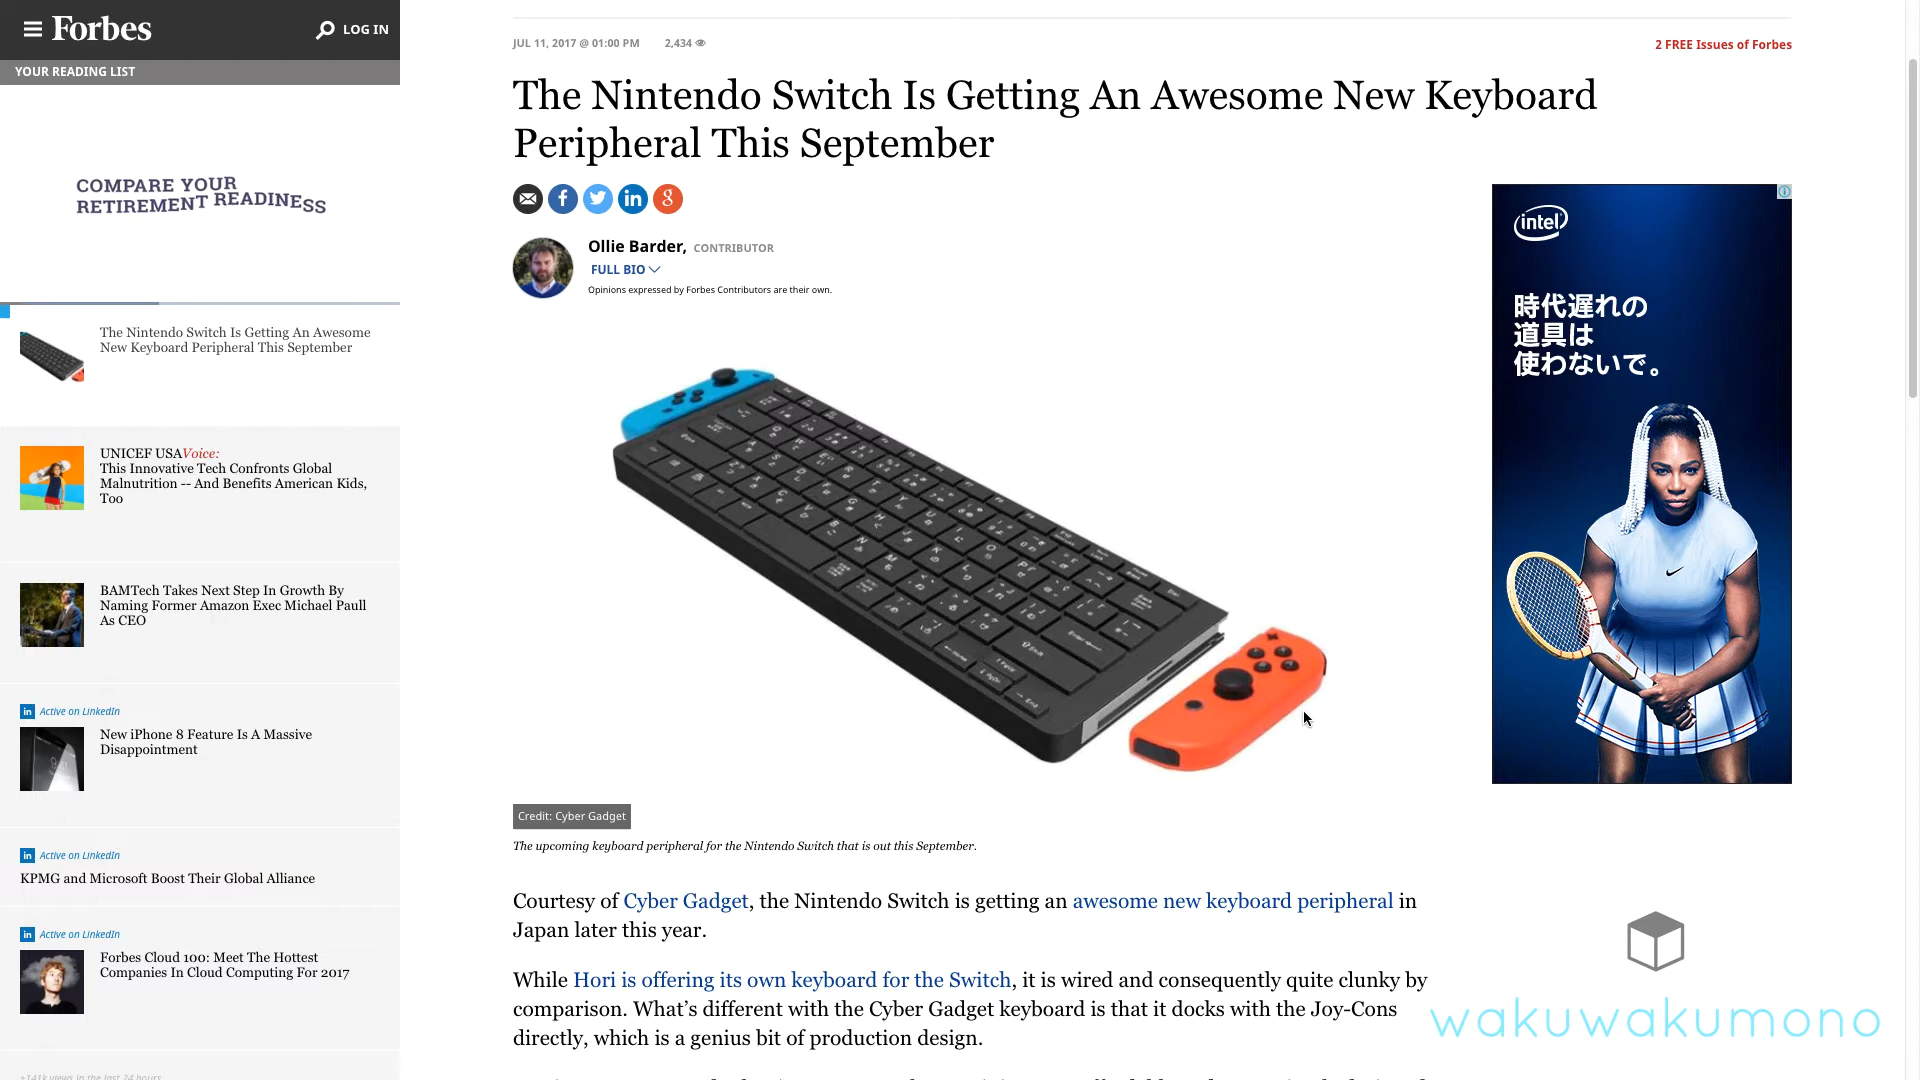 Forbes
LOG IN
YOUR READING LIST
COMPARE YOUR
RETIREMENT READINESS
The Nintendo Switch Is Getting An Awesome
New Keyboard Peripheral This September
UNICEF USAVoice:
This Innovative Tech Confronts Global
Malnutrition -- And Benefits American Kids,
Too
BAMTech Takes Next Step In Growth By
Naming Former Amazon Exec Michael Paull
As CEO
in Active on LinkedIn
New iPhone 8 Feature Is A Massive
Disappointment
in Active on LinkedIn
KPMG and Microsoft Boost Their Global Alliance
in Active on LinkedIn
Forbes Cloud 100: Meet The Hottest
Companies In Cloud Computing For 2017
+141k views in the last 24 hours
JUL 11, 2017 @ 01:00 PM 2,434
2 FREE Issues of Forbes
The Nintendo Switch Is Getting An Awesome New Keyboard
Peripheral This September
Ollie Barder, CONTRIBUTOR
FULL BIO
Opinions expressed by Forbes Contributors are their own.
intel
時代遅れの
道具は
使わないで。
Credit: Cyber Gadget
The upcoming keyboard peripheral for the Nintendo Switch that is out this September.
Courtesy of Cyber Gadget, the Nintendo Switch is getting an awesome new keyboard peripheral in
Japan later this year.
While Hori is offering its own keyboard for the Switch, it is wired and consequently quite clunky by
comparison. What’s different with the Cyber Gadget keyboard is that it docks with the Joy-Cons
directly, which is a genius bit of production design.
wakuwakumono